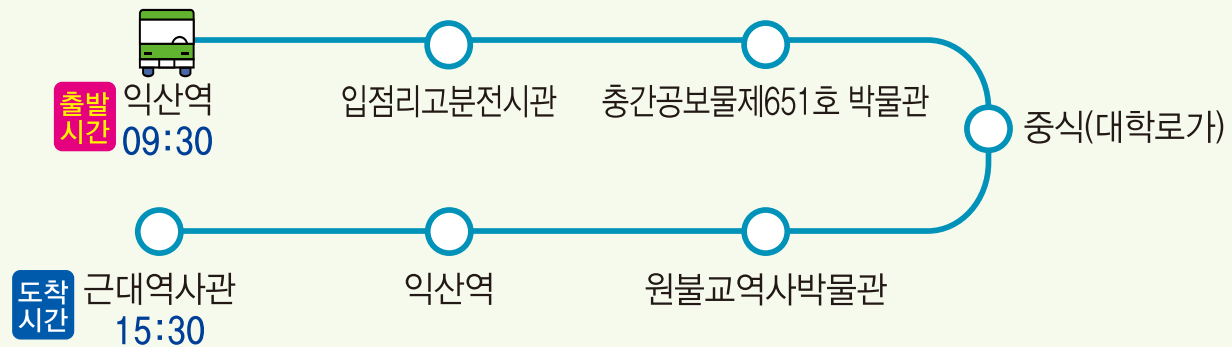 출발
시간
익산역
09:30
입점리고분전시관
충간공보물제651호 박물관
중식(대학로가)
원불교역사박물관
익산역
도착
시간
근대역사관
15:30